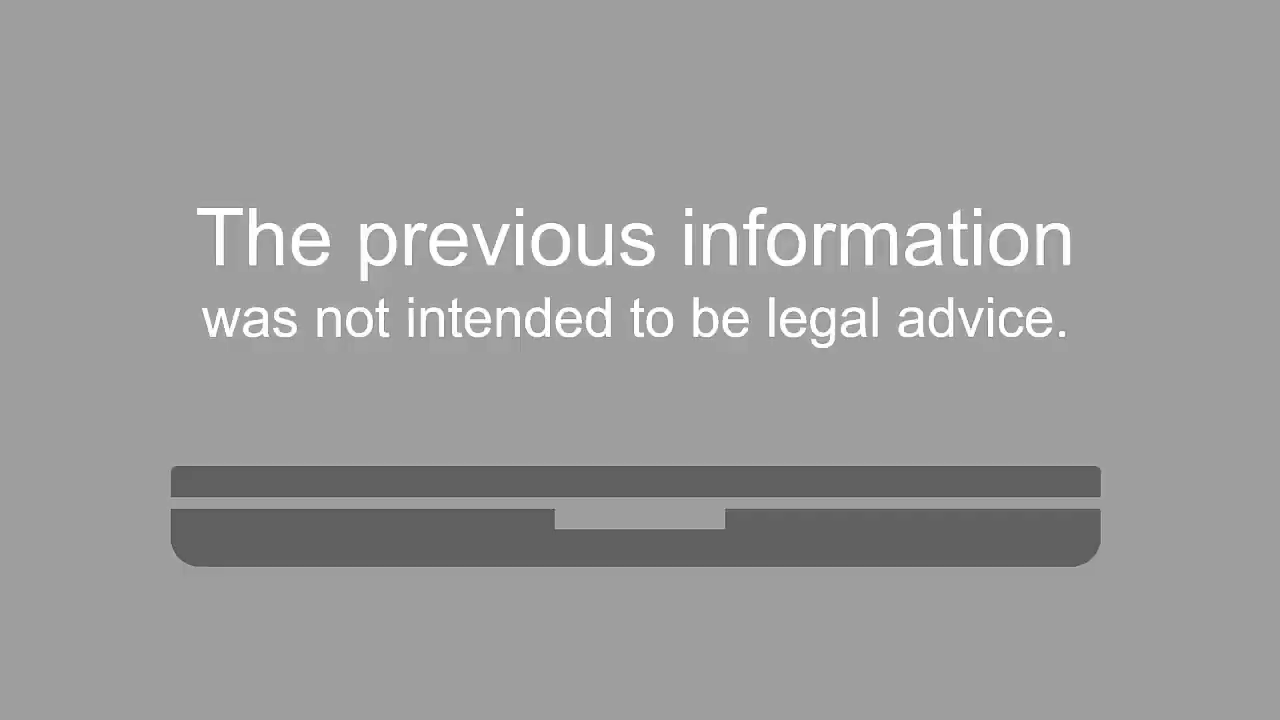 The previous information
was not intended to be legal advice.